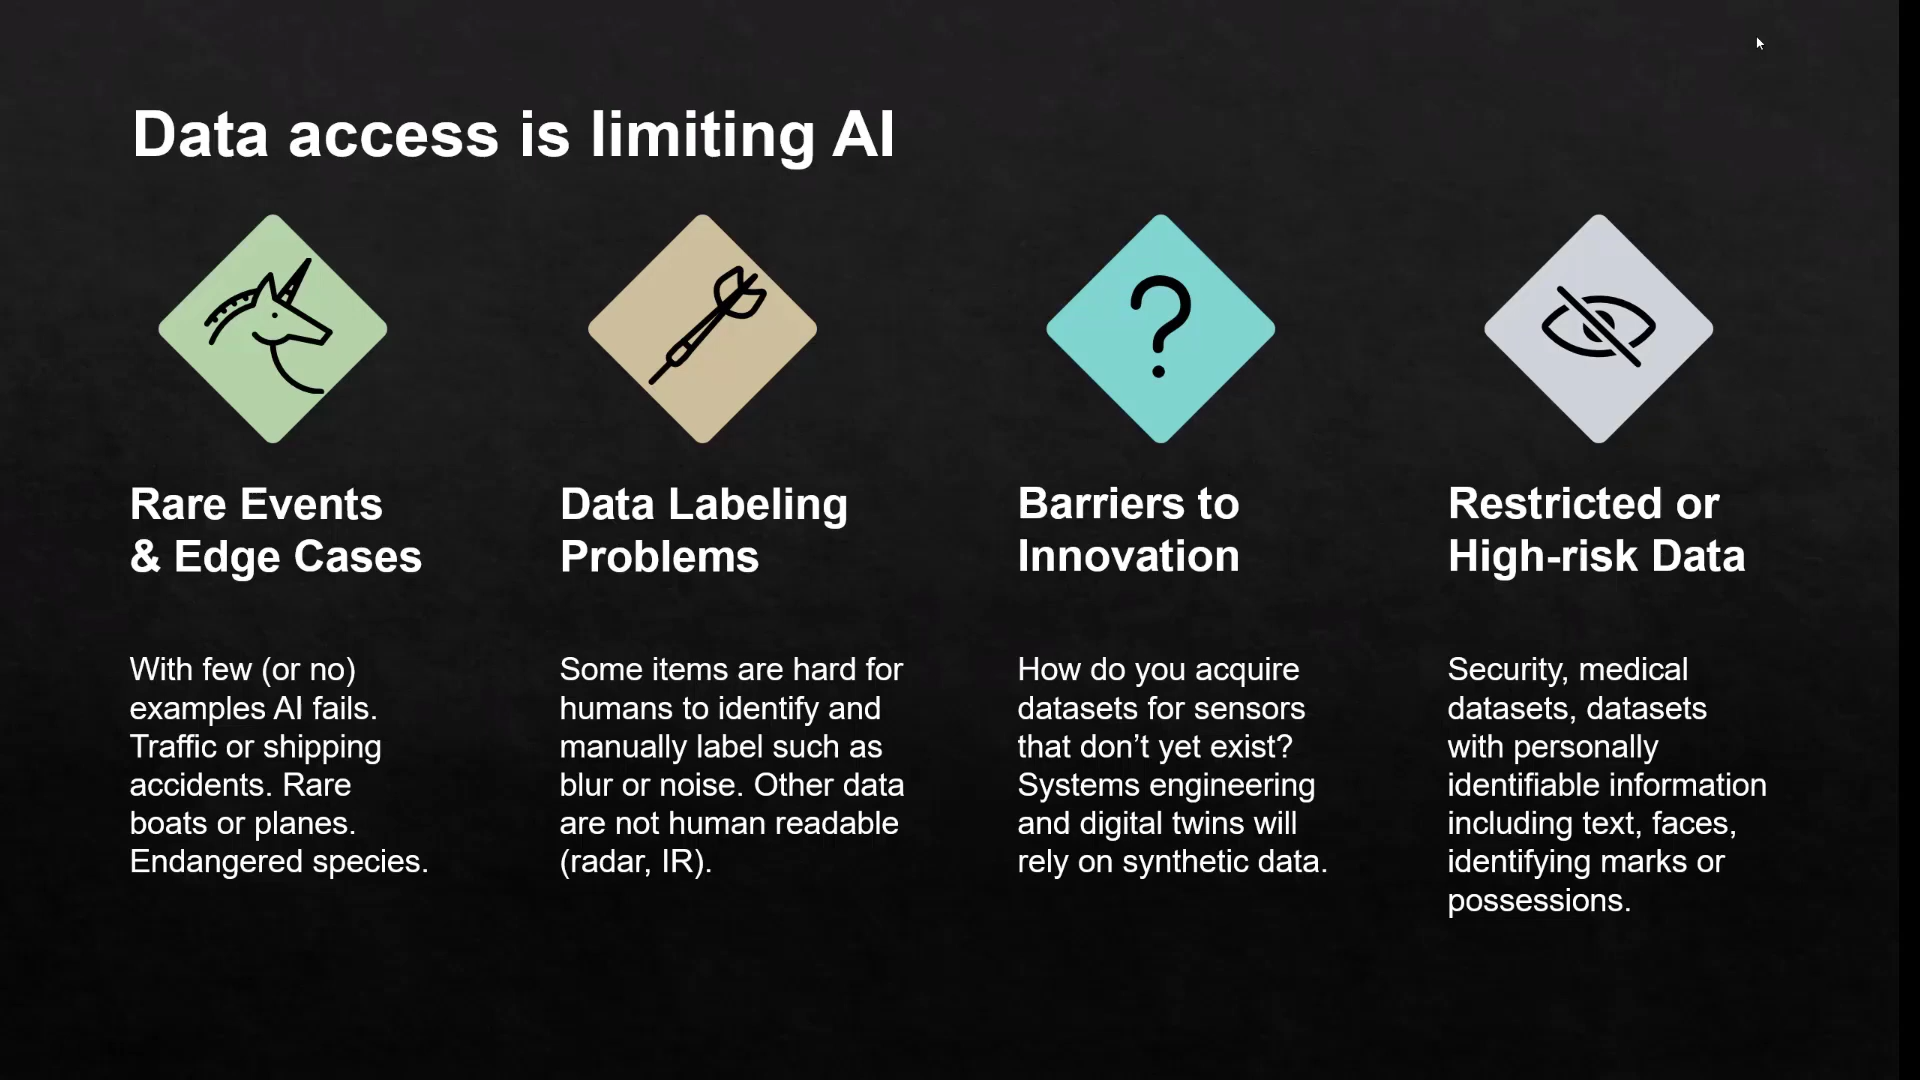 Data access is limiting AI
Rare Events
& Edge Cases
With few (or no)
examples AI fails.
Traffic or shipping
accidents. Rare
boats or planes.
Endangered species.
Data Labeling
Problems
Some items are hard for
humans to identify and
manually label such as
blur or noise. Other data
are not human readable
(radar, IR).
Barriers to
Innovation
How do you acquire
datasets for sensors
that don’t yet exist?
Systems engineering
and digital twins will
rely on synthetic data.
Restricted or
High-risk Data
Security, medical
datasets, datasets
with personally
identifiable information
including text, faces,
identifying marks or
possessions.